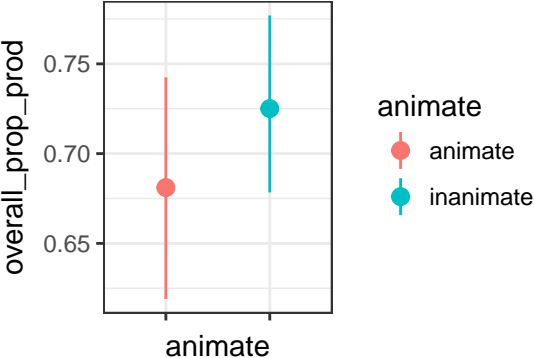 overall_prop_prod
0.75
0.70
0.65
animate
animate
animate
inanimate